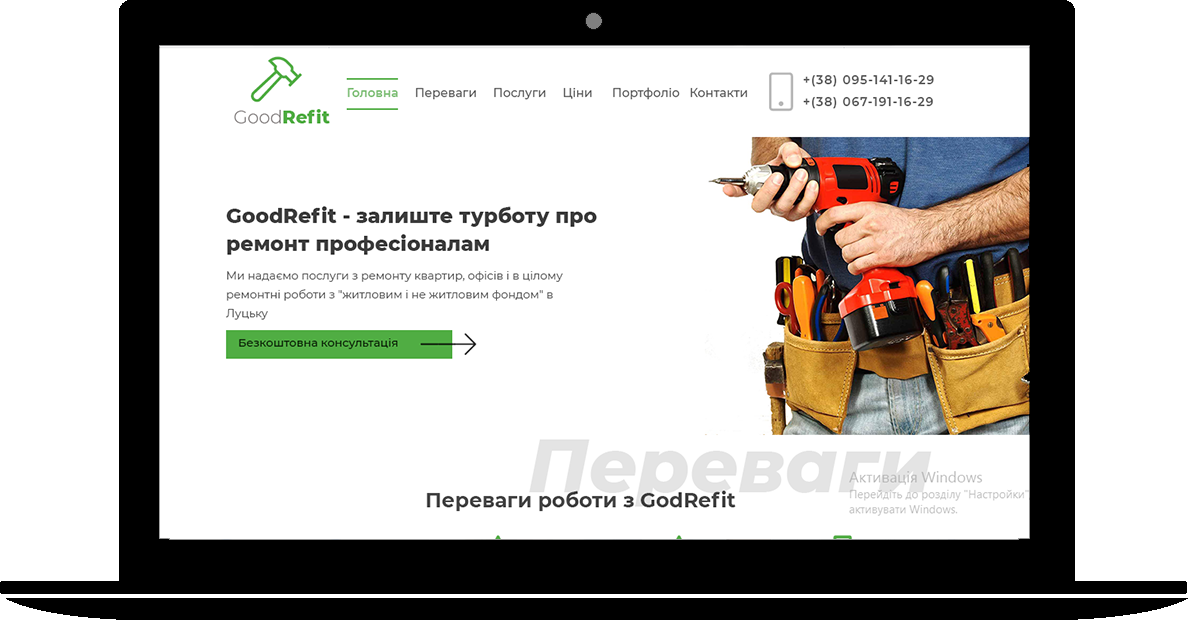 GoodRefit
Головна Переваги Послуги Ціни Портфоліо Контакти
+(38) 095-141-16-29
+(38) 067-191-16-29
GoodRefit - залиште турботу про
ремонт професіоналам
Ми надаємо послуги з ремонту квартир, офісів і в цілому
ремонтні роботи з "житловим і не житловим фондом" в
Луцьку
Безкоштовна консультація
Переваги
Переваги роботи з GodRefit
Активація Windows
Перейдіть до розділу "Настройки"
активувати Windows.